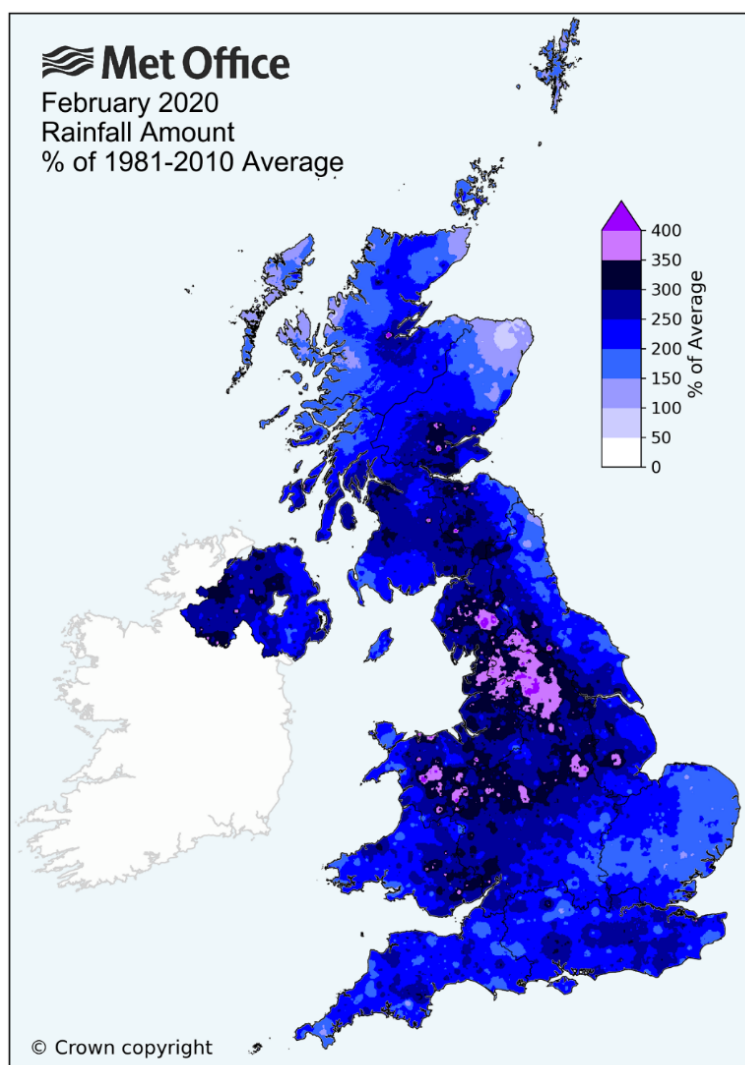 Met Office
February 2020
Rainfall Amount
% of 1981-2010 Average
400
350
300
250
200
150
100
50
0
% of Average
© Crown copyright